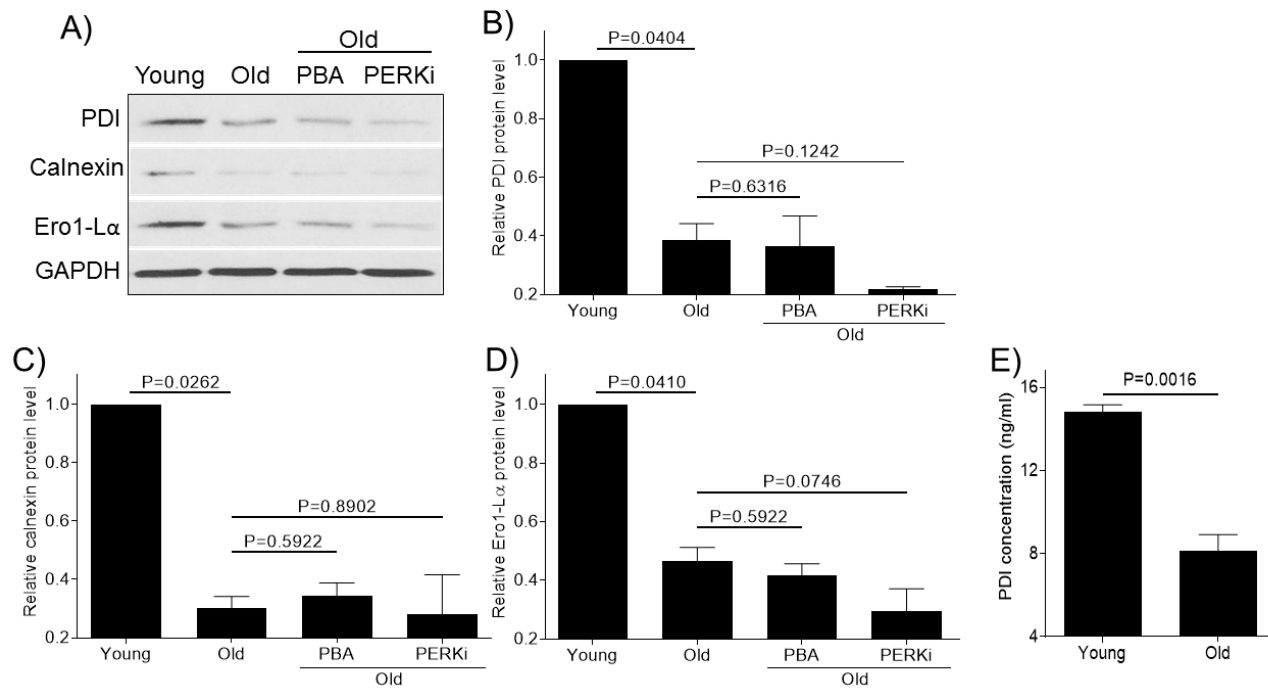 A)
Old
Young Old PBA PERKi
PDI
Calnexin
Ero1-Lα
GAPDH
B)
Relative PDI protein level
1.0
0.8
0.6
0.4
0.2
P=0.0404
P=0.1242
P=0.6316
Young Old PBA PERKi
Old
C)
Relative calnexin protein level
1.0
0.8
0.6
0.4
0.2
P=0.0262
P=0.8902
P=0.5922
Young Old PBA PERKi
Old
D)
Relative Ero1-Lα protein level
1.0
0.8
0.6
0.4
0.2
P=0.0410
P=0.0746
P=0.5922
Young Old PBA PERKi
Old
E)
PDI concentration (ng/ml)
16
12
8
4
P=0.0016
Young Old